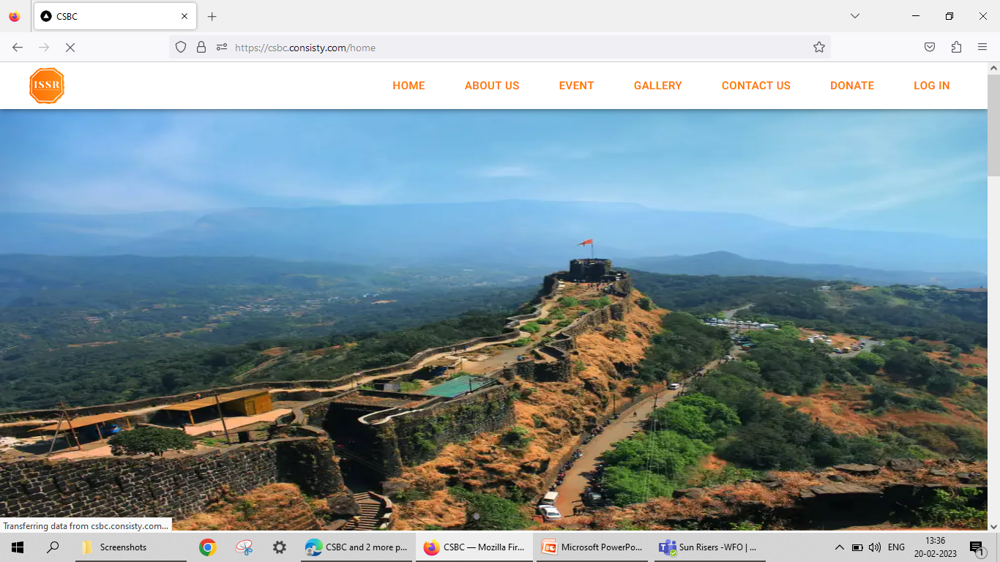 CSBC
https://csbc.consisty.com/home
ISSR
HOME ABOUT US EVENT GALLERY CONTACT US DONATE LOG IN
Transferring data from csbc.consisty.com...
Screenshots
CSBC and 2 more p...
CSBC — Mozilla Fir...
Microsoft PowerPo...
Sun Risers -WFO | ...
ENG
13:36
20-02-2023
1